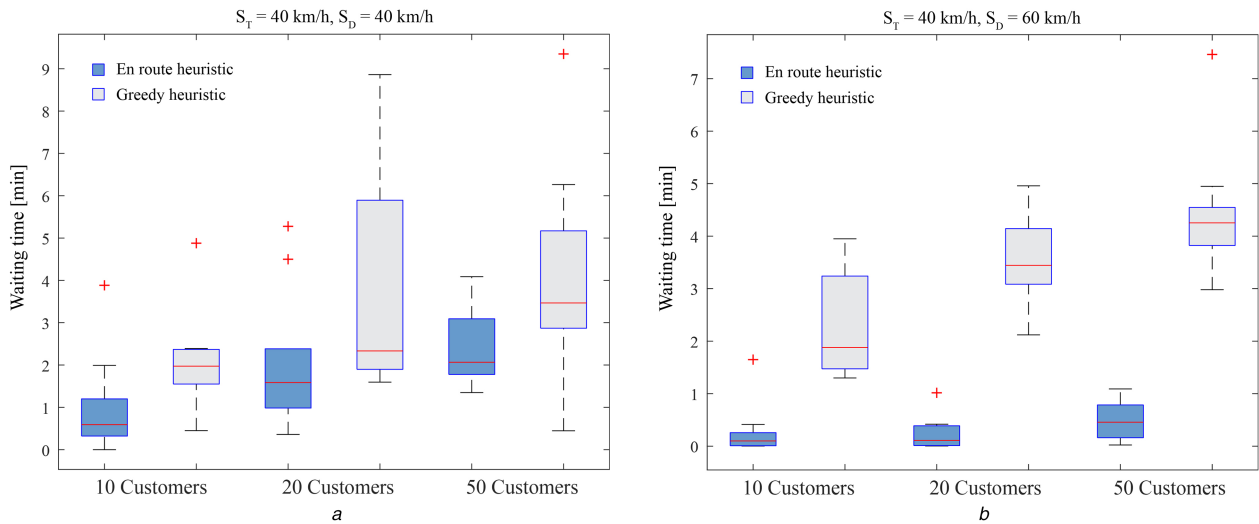 S_T = 40 km/h, S_D = 40 km/h
Waiting time [min]
9
8
7
6
5
4
3
2
1
0
En route heuristic
Greedy heuristic
10 Customers 20 Customers 50 Customers
a
S_T = 40 km/h, S_D = 60 km/h
Waiting time [min]
7
6
5
4
3
2
1
0
En route heuristic
Greedy heuristic
10 Customers 20 Customers 50 Customers
b